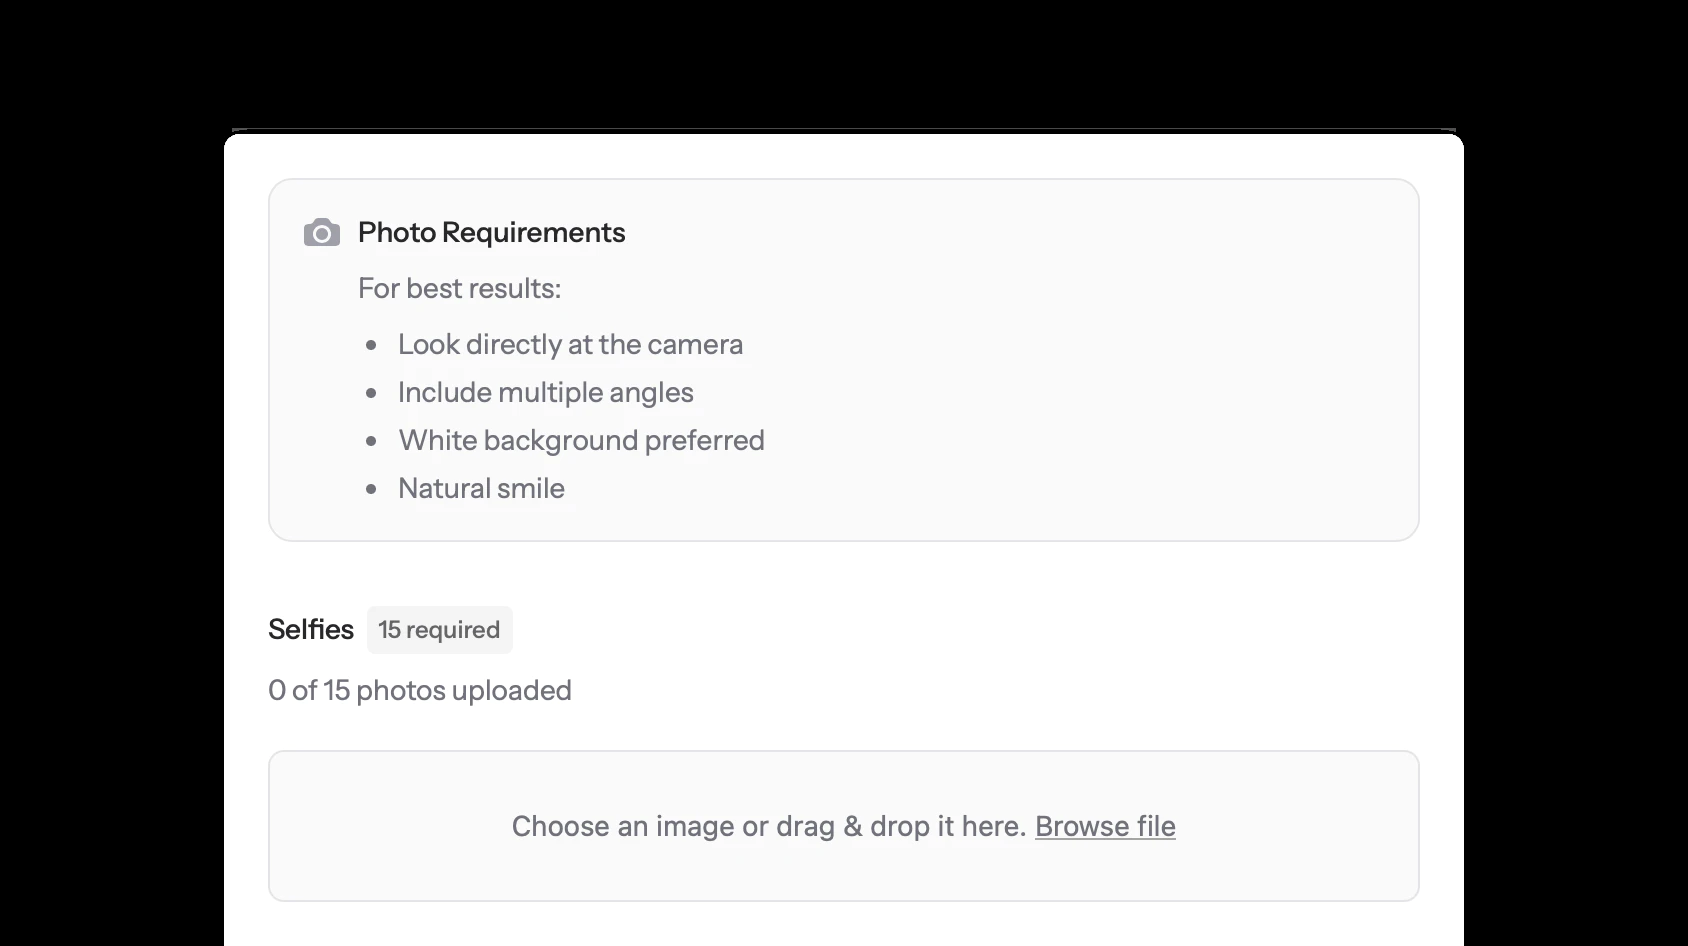 Photo Requirements
For best results:
• Look directly at the camera
• Include multiple angles
• White background preferred
• Natural smile
Selfies 15 required
0 of 15 photos uploaded
Choose an image or drag & drop it here. Browse file